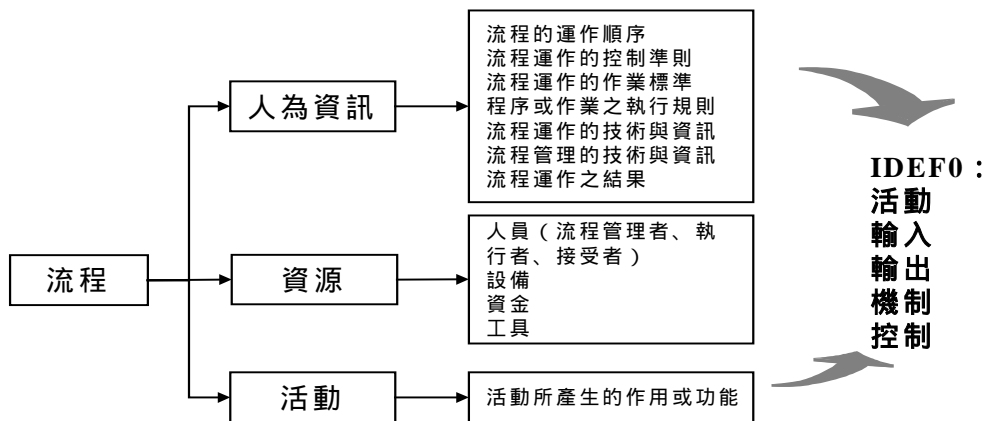 流程
人為資訊
流程的運作順序
流程運作的控制準則
流程運作的作業標準
程序或作業之執行規則
流程運作的技術與資訊
流程管理的技術與資訊
流程運作之結果
資源
人員（流程管理者、執
行者、接受者）
設備
資金
工具
活動
活動所產生的作用或功能
IDEF0：
活動
輸入
輸出
機制
控制